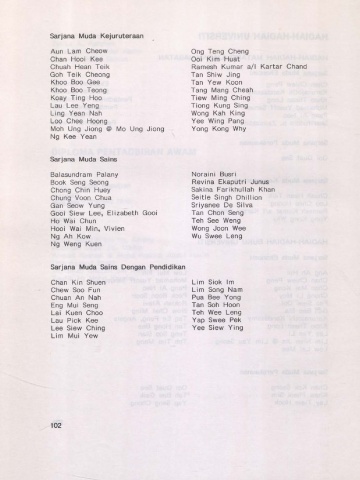 Sarjana Muda Kejuruteraan
Aun Lam Cheow
Chan Hooi Kee
Chuah Hean Teik
Goh Teik Cheong
Khoo Boo Gee
Khoo Boo Teong
Koay Ting Hoo
Lau Lee Yeng
Ling Yean Nah
Loo Chee Hoong
Moh Ung Jiong @ Mo Ung Jiong
Ng Kee Yean
Ong Teng Cheng
Ooi Kim Huat
Ramesh Kumar a/l Kartar Chand
Tan Shiw Jing
Tan Yew Koon
Tang Mang Cheah
Tiew Ming Ching
Tiong Kung Sing
Wong Kah King
Yee Wing Pang
Yong Kong Why
Sarjana Muda Sains
Balasundram Palany
Book Seng Seong
Chong Chin Huey
Chung Voon Chua
Gan Seow Yung
Gooi Siew Lee, Elizabeth Gooi
Ho Wai Chun
Hooi Wai Min, Vivien
Ng Ah Kow
Ng Weng Kuen
Noraini Bueri
Revina Ekaputri Junus
Sakina Farikhullah Khan
Seitle Singh Dhillion
Sriyanee De Silva
Tan Chon Seng
Teh See Weng
Wong Joon Wee
Wu Swee Leng
Sarjana Muda Sains Dengan Pendidikan
Chan Kin Shuen
Chew Soo Fun
Chuan An Nah
Eng Mui Seng
Lai Kuen Choo
Lau Pick Kee
Lee Siew Ching
Lim Mui Yew
Lim Siok Im
Lim Song Nam
Pua Bee Yong
Tan Soh Hoon
Teh Wee Leng
Yap Swee Pek
Yee Siew Ying
102